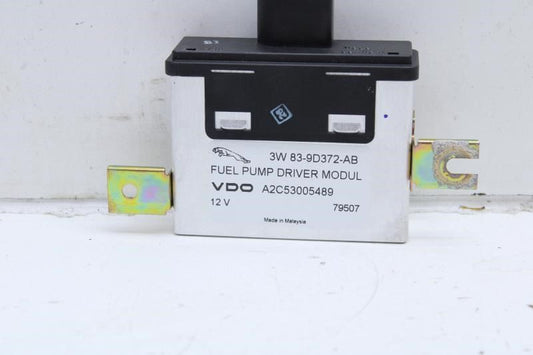 3W 83-9D372-AB
FUEL PUMP DRIVER MODUL
VDO A2C53005489
12 V 79507
Made in Malaysia